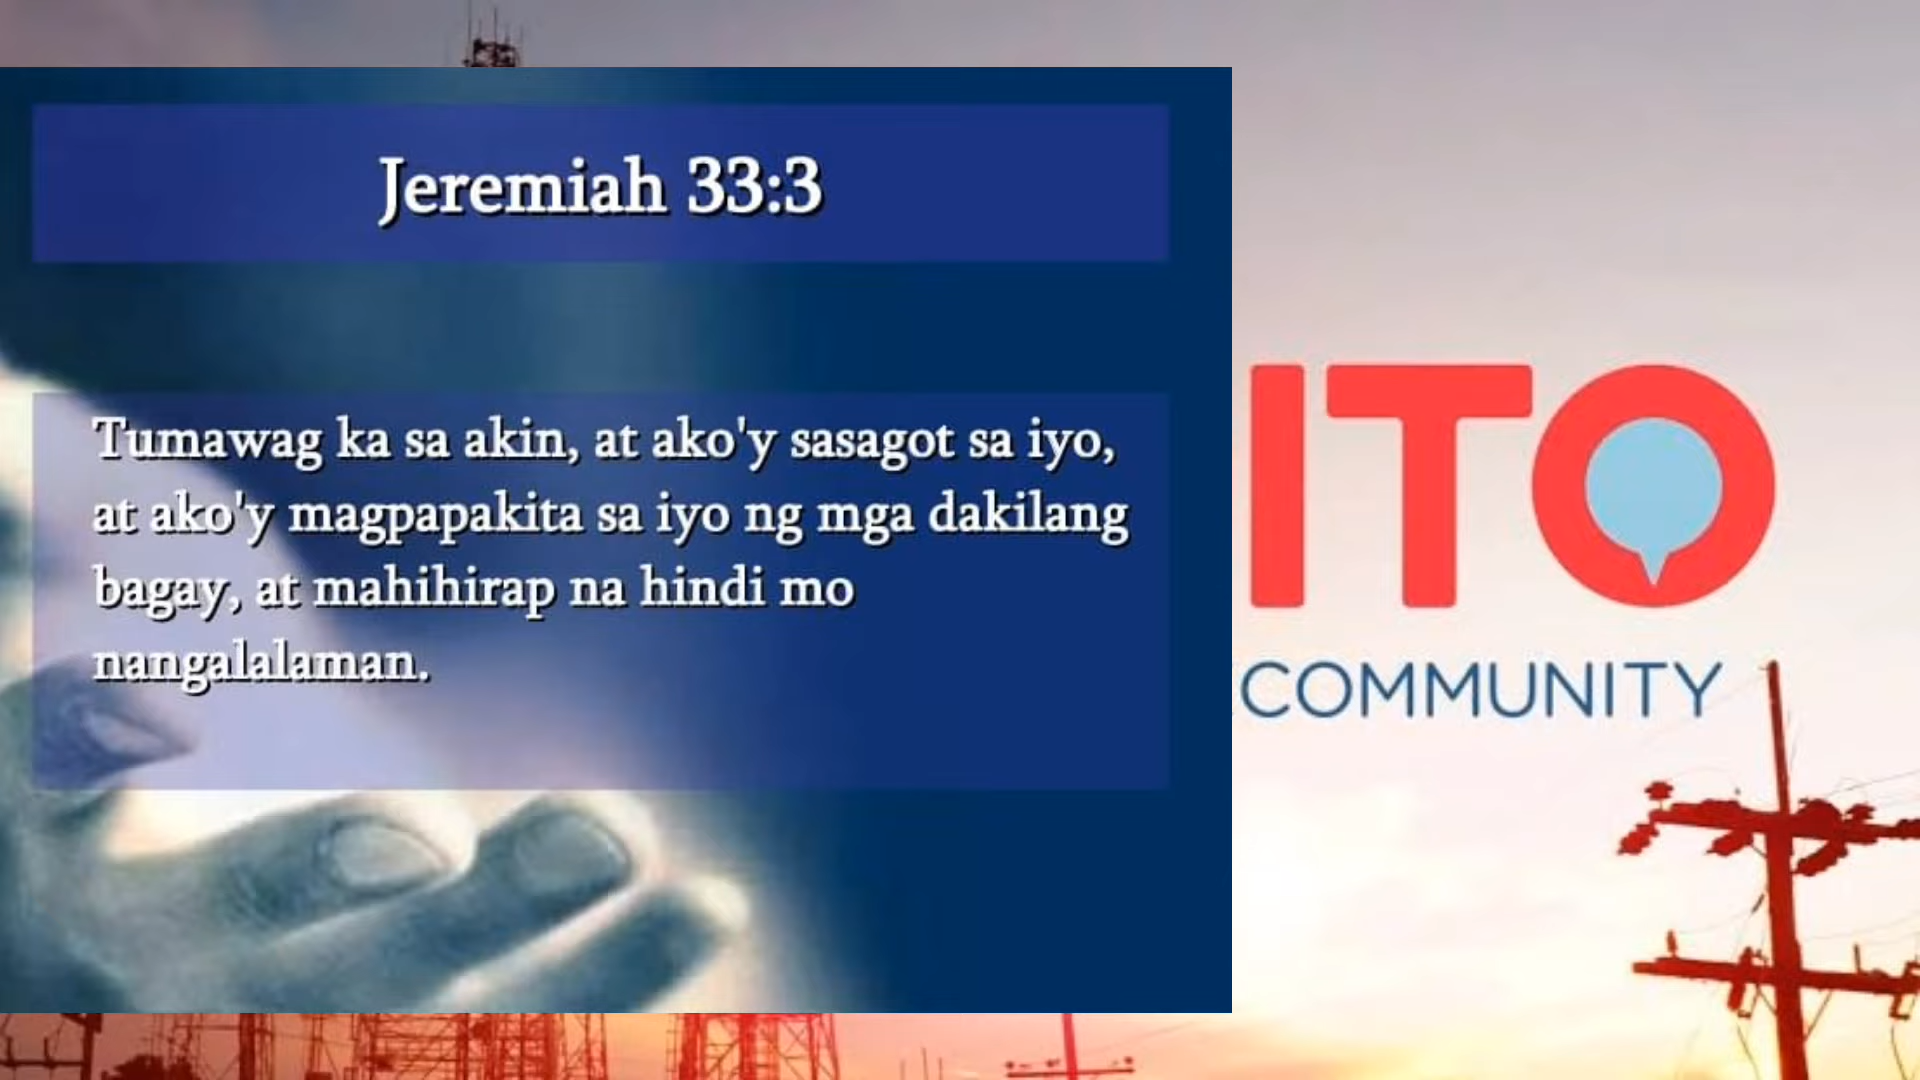 Jeremiah 33:3
Tumawag ka sa akin, at ako'y sasagot sa iyo,
at ako'y magpapakita sa iyo ng mga dakilang
bagay, at mahihirap na hindi mo
nangalalaman.
ITO
COMMUNITY